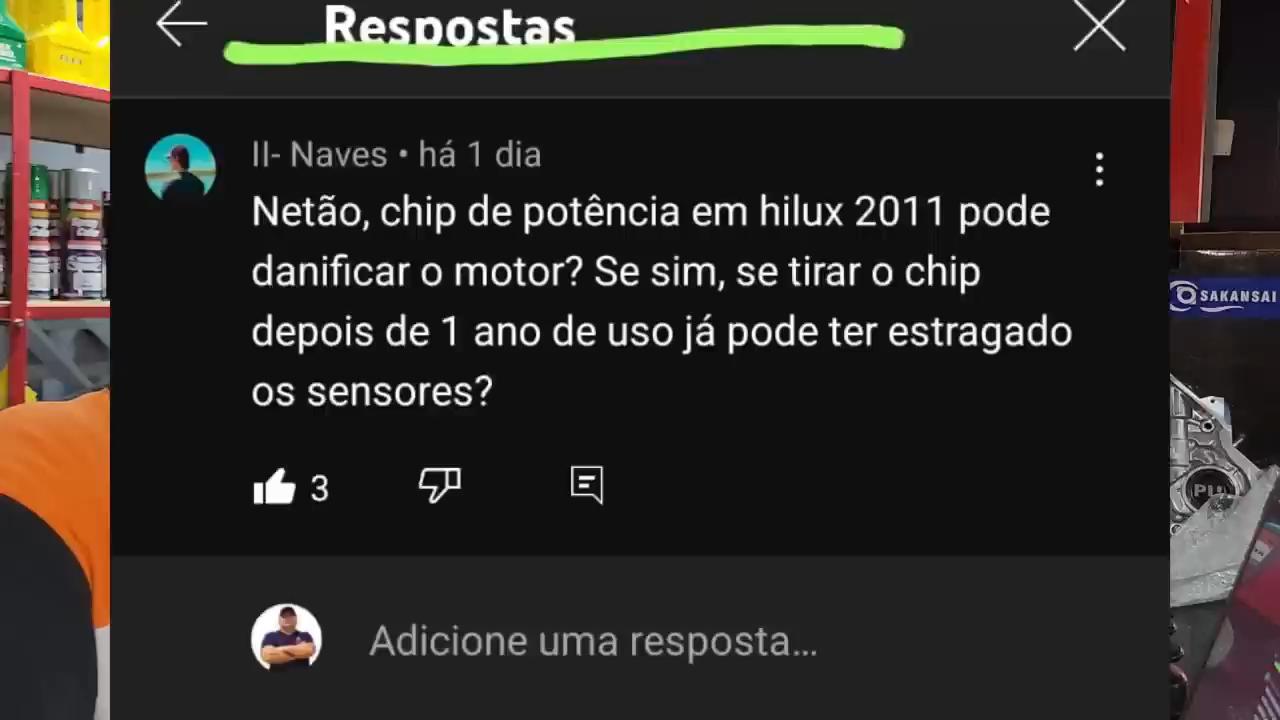 Respostas
Il- Naves • há 1 dia
Netão, chip de potência em hilux 2011 pode
danificar o motor? Se sim, se tirar o chip
depois de 1 ano de uso já pode ter estragado
os sensores?
3
Adicione uma resposta...
SAKANSAI